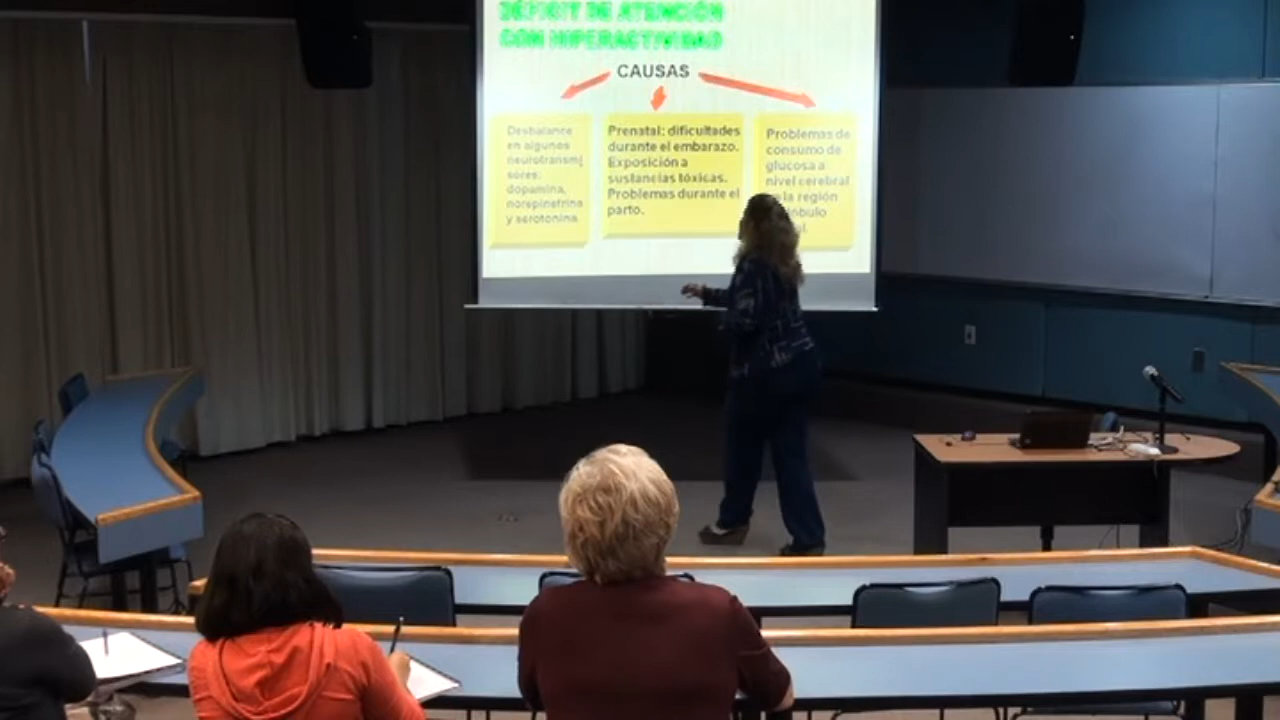 DÉFICIT DE ATENCIÓN
CON HIPERACTIVIDAD
CAUSAS
Desbalance
en algunos
neurotransmi
sores:
dopamina,
norepinefrina
y serotonina
Prenatal: dificultades
durante el embarazo.
Exposición a
sustancias tóxicas.
Problemas durante el
parto.
Problemas de
consumo de
glucosa a
nivel cerebral
la región
lóbulo